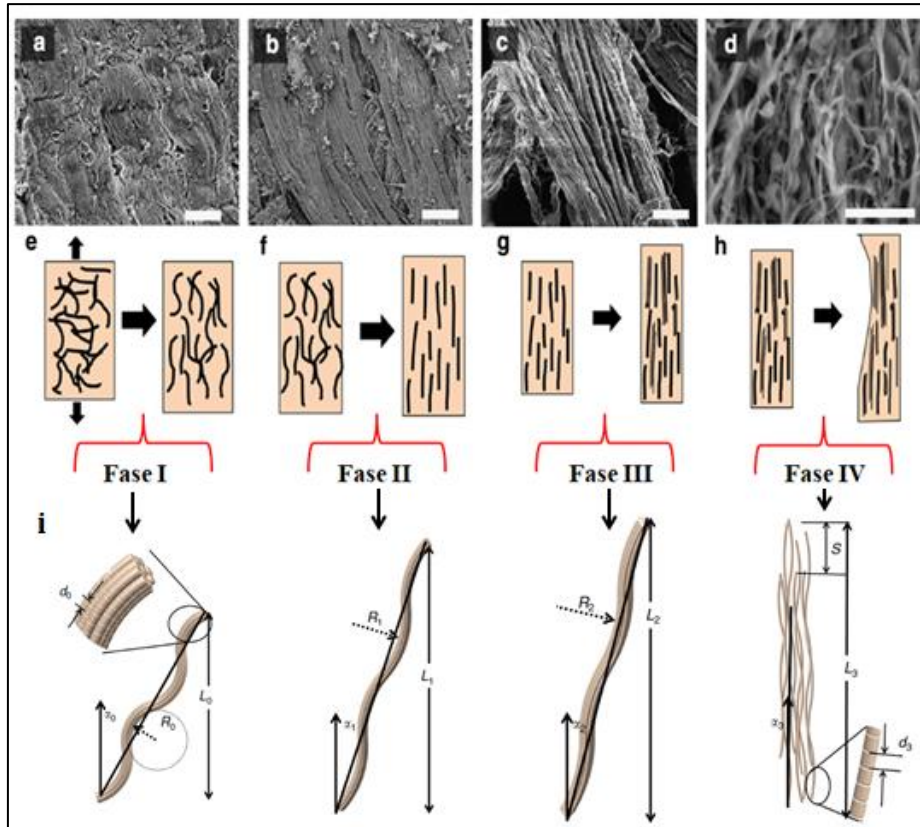 a b c d
e f g h
Fase I Fase II Fase III Fase IV
i
d₀
S
R₁
R₂
L₂
L₀
L₁
L₃
α₀
R₀
α₁
α₂
α₃
d₃